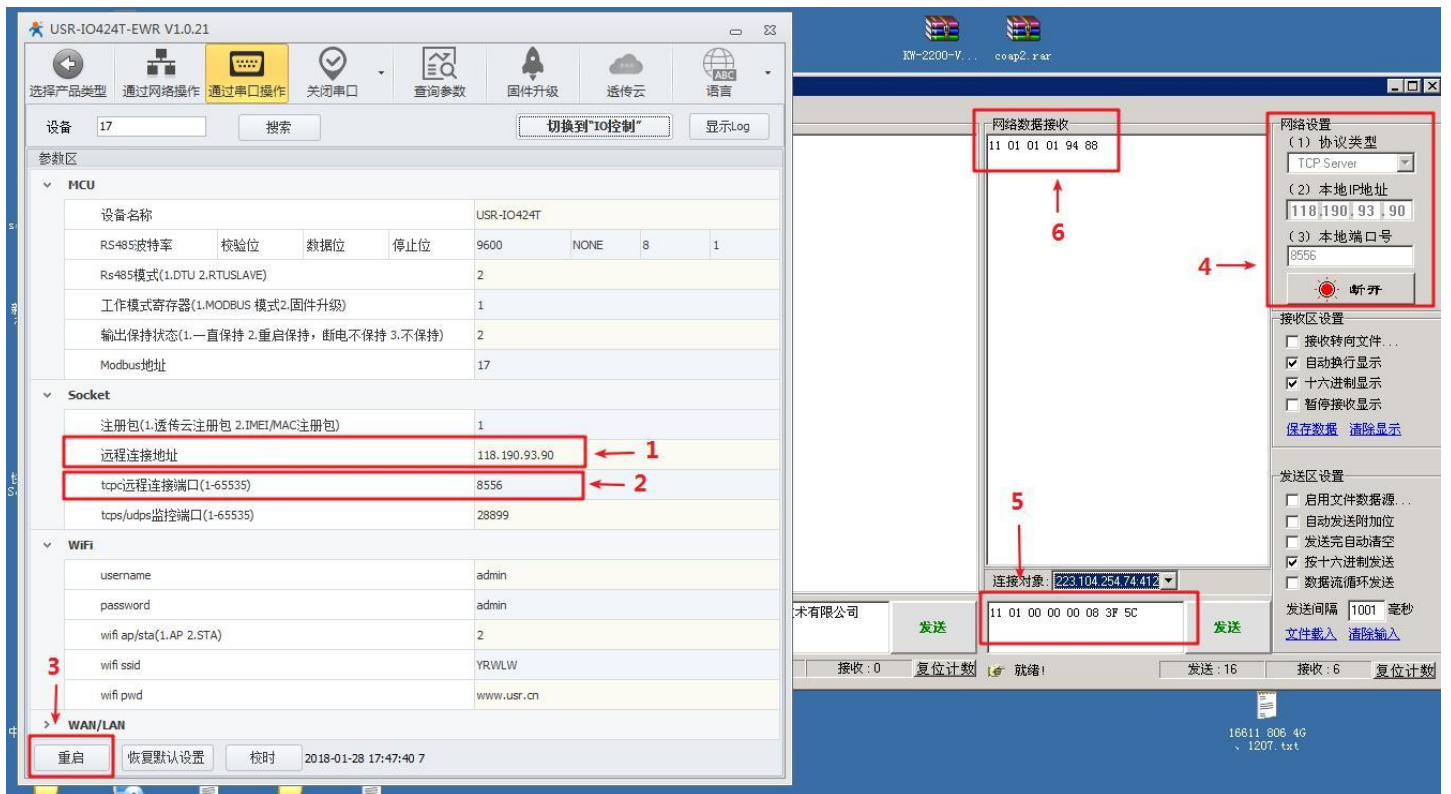 USR-IO424T-EWR V1.0.21
选择产品类型 通过网络操作 通过串口操作 关闭串口 查询参数 固件升级 透传云 语言
ABC
设备 17 搜索 切换到"IO控制" 显示Log
参数区
MCU
设备名称 USR-IO424T
RS485波特率 校验位 数据位 停止位 9600 NONE 8 1
Rs485模式(1.DTU 2.RTUSLAVE) 2
工作模式寄存器(1.MODBUS 模式2.固件升级) 1
输出保持状态(1.一直保持 2.重启保持，断电不保持 3.不保持) 2
Modbus地址 17
Socket
注册包(1.透传云注册包 2.IMEI/MAC注册包) 1
远程连接地址 118.190.93.90 1
tcpc远程连接端口(1-65535) 8556 2
tcps/udps监控端口(1-65535) 28899
WiFi
username admin
password admin
wifi ap/sta(1.AP 2.STA) 2
wifi ssid YRWLW
3
wifi pwd www.usr.cn
WAN/LAN
重启 恢复默认设置 校时 2018-01-28 17:47:40 7
KW-2200-V... coap2.rar
网络数据接收
11 01 01 01 94 88
6
5
连接对象: 223.104.254.74:412
术有限公司 发送 11 01 00 00 00 08 3F 5C 发送
接收:0 复位计数 就绪! 发送:16 接收:6 复位计数
网络设置
(1) 协议类型
TCP Server
(2) 本地IP地址
118.190.93.90
(3) 本地端口号
8556
4
断开
接收区设置
接收转向文件...
自动换行显示
十六进制显示
暂停接收显示
保存数据 清除显示
发送区设置
启用文件数据源...
自动发送附加位
发送完自动清空
按十六进制发送
数据流循环发送
发送间隔 1001 毫秒
文件载入 清除输入
16611 806 4G
、1207.txt